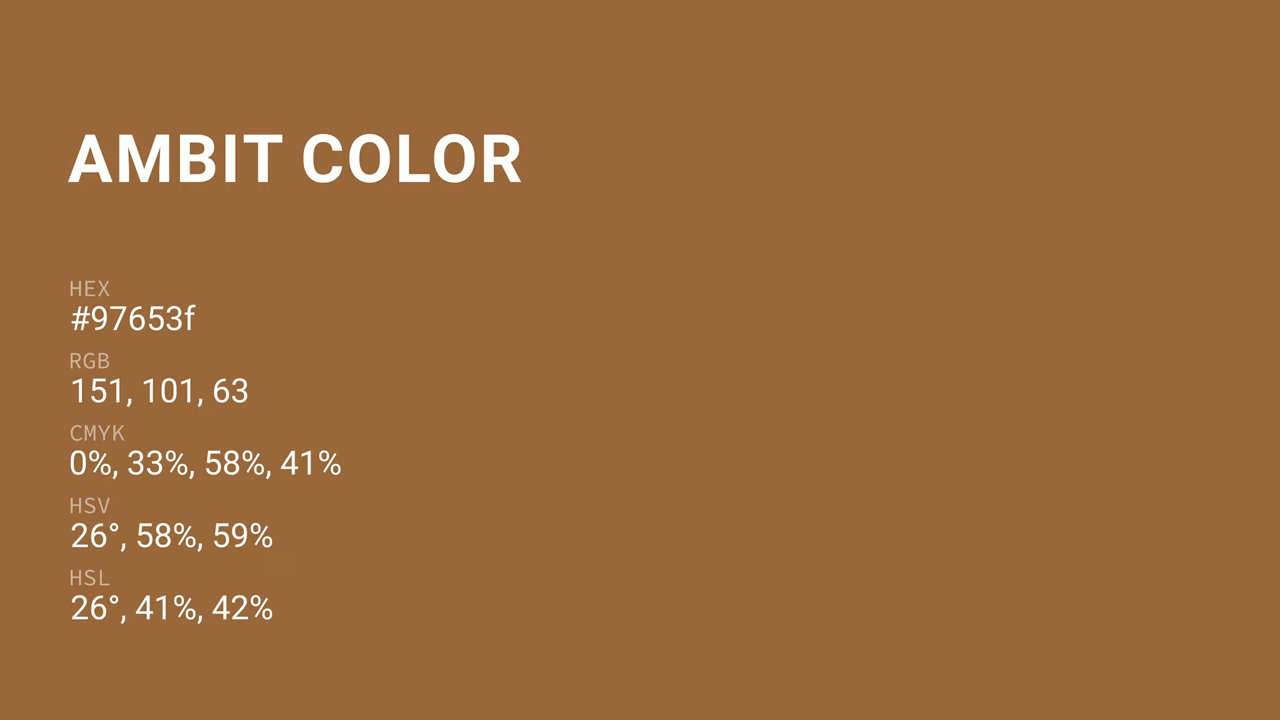 AMBIT COLOR
HEX
#97653f
RGB
151, 101, 63
CMYK
0%, 33%, 58%, 41%
HSV
26°, 58%, 59%
HSL
26°, 41%, 42%